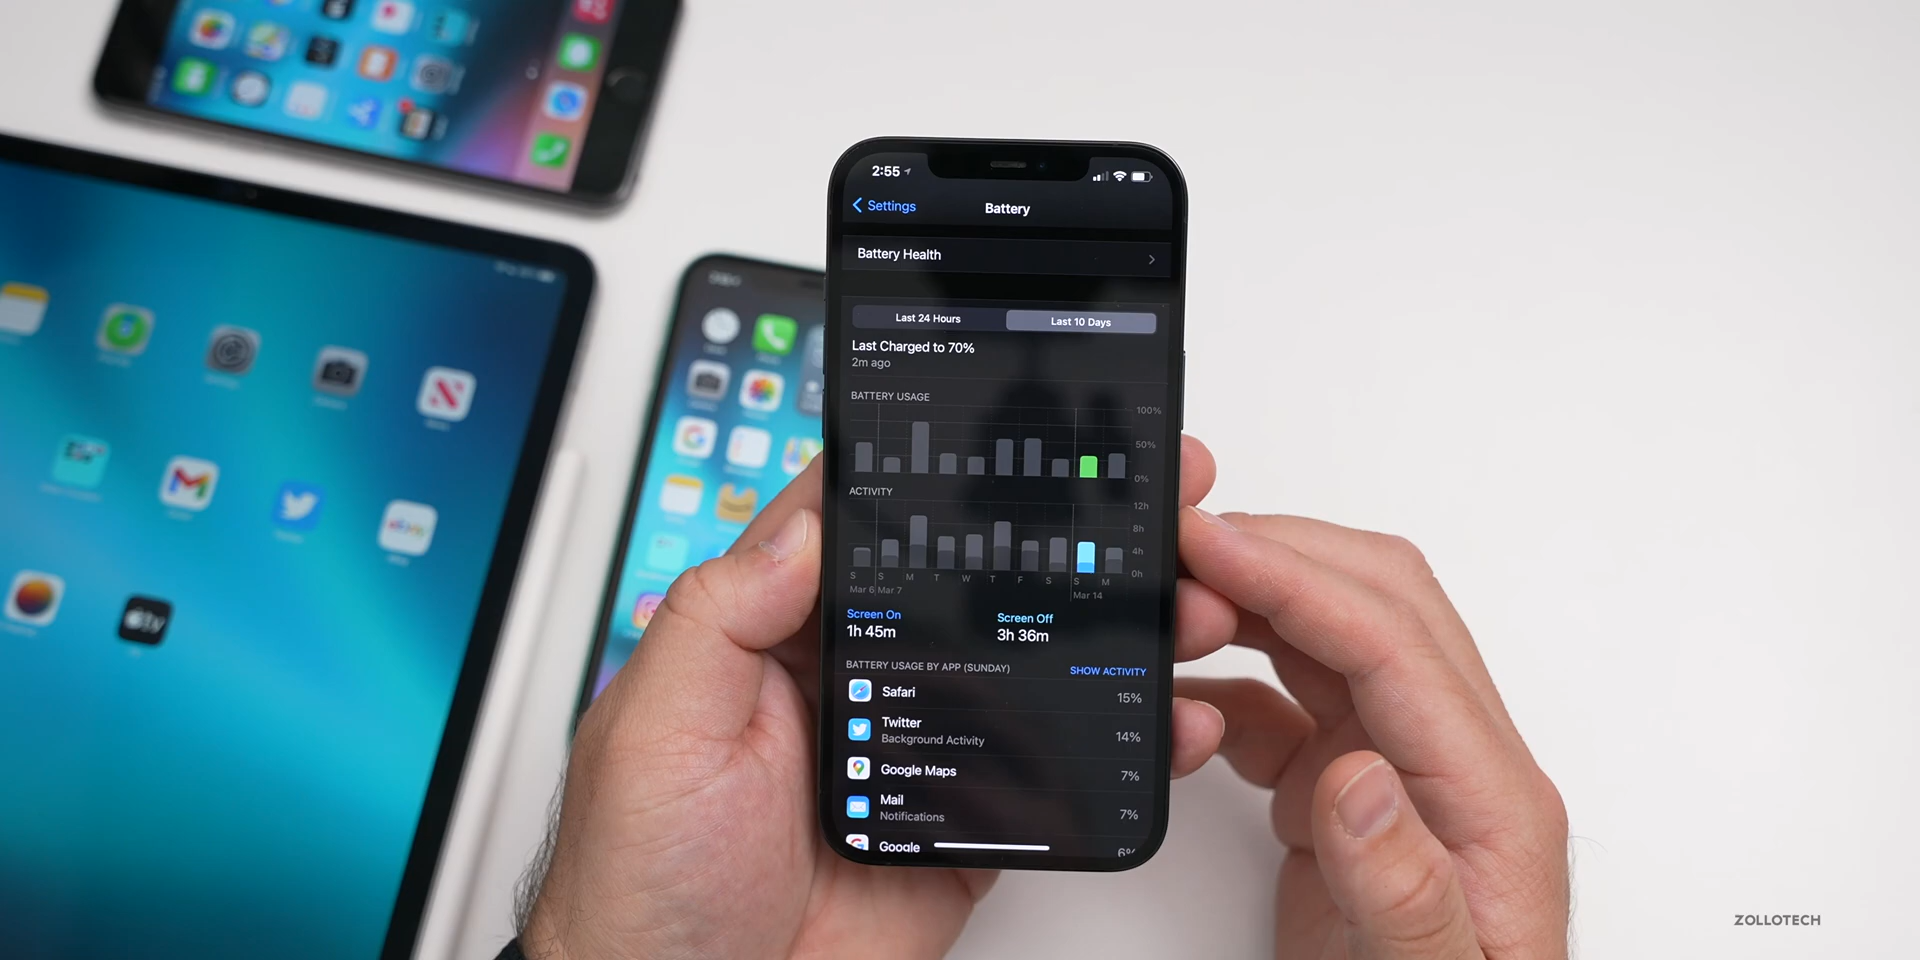 2:55
Settings
Battery
Battery Health
Last 24 Hours
Last 10 Days
Last Charged to 70%
2m ago
BATTERY USAGE
100%
50%
0%
ACTIVITY
12h
8h
4h
0h
S S M T W T F S S M
Mar 6 Mar 7 Mar 14
Screen On
1h 45m
Screen Off
3h 36m
BATTERY USAGE BY APP (SUNDAY)
SHOW ACTIVITY
Safari
15%
Twitter
Background Activity
14%
Google Maps
7%
Mail
Notifications
7%
Google
6%
tv
ZOLLOTECH